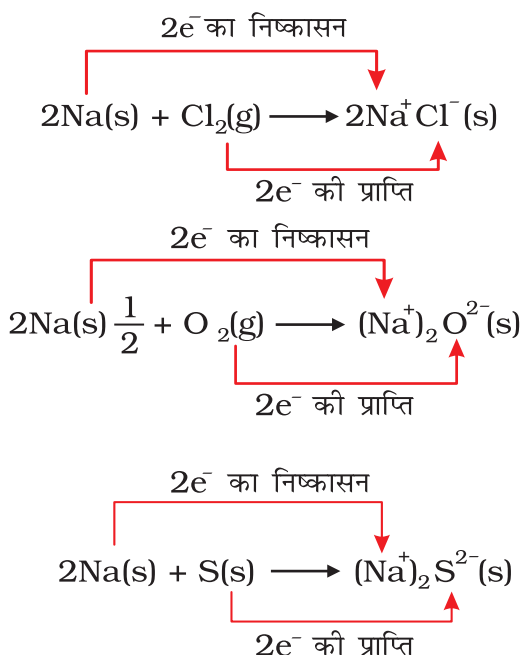 2e⁻ का निष्कासन
2Na(s) + Cl₂(g) ⟶ 2Na⁺Cl⁻(s)
2e⁻ की प्राप्ति
2e⁻ का निष्कासन
2Na(s) 1/2 + O₂(g) ⟶ (Na⁺)₂O²⁻(s)
2e⁻ की प्राप्ति
2e⁻ का निष्कासन
2Na(s) + S(s) ⟶ (Na⁺)₂S²⁻(s)
2e⁻ की प्राप्ति